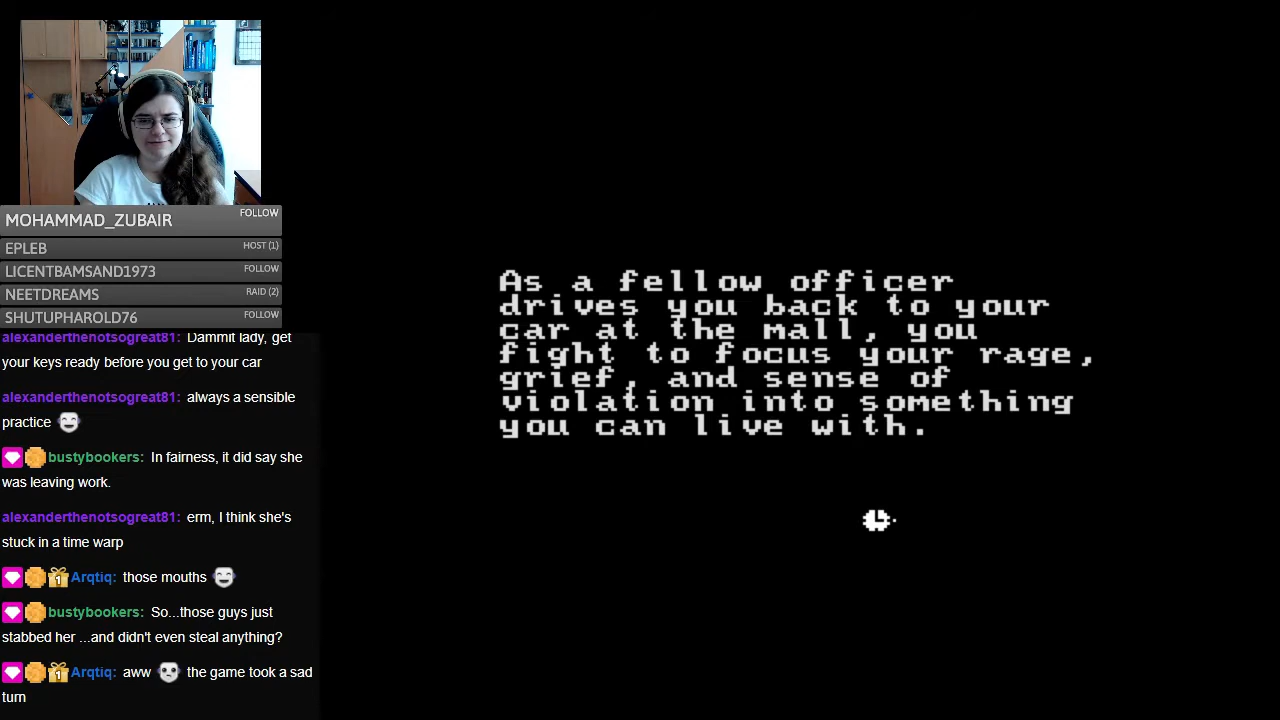 MOHAMMAD_ZUBAIR FOLLOW
EPLEB HOST (1)
LICENTBAMSAND1973 FOLLOW
NEETDREAMS RAID (2)
SHUTUPHAROLD76 FOLLOW
alexanderthenotsogreat81: Dammit lady, get
your keys ready before you get to your car
alexanderthenotsogreat81: always a sensible
practice
bustybookers: In fairness, it did say she
was leaving work.
alexanderthenotsogreat81: erm, I think she's
stuck in a time warp
1 Arqtiq: those mouths
bustybookers: So...those guys just
stabbed her ...and didn't even steal anything?
1 Arqtiq: aww the game took a sad
turn
As a fellow officer
drives you back to your
car at the mall, you
fight to focus your rage,
grief, and sense of
violation into something
you can live with.